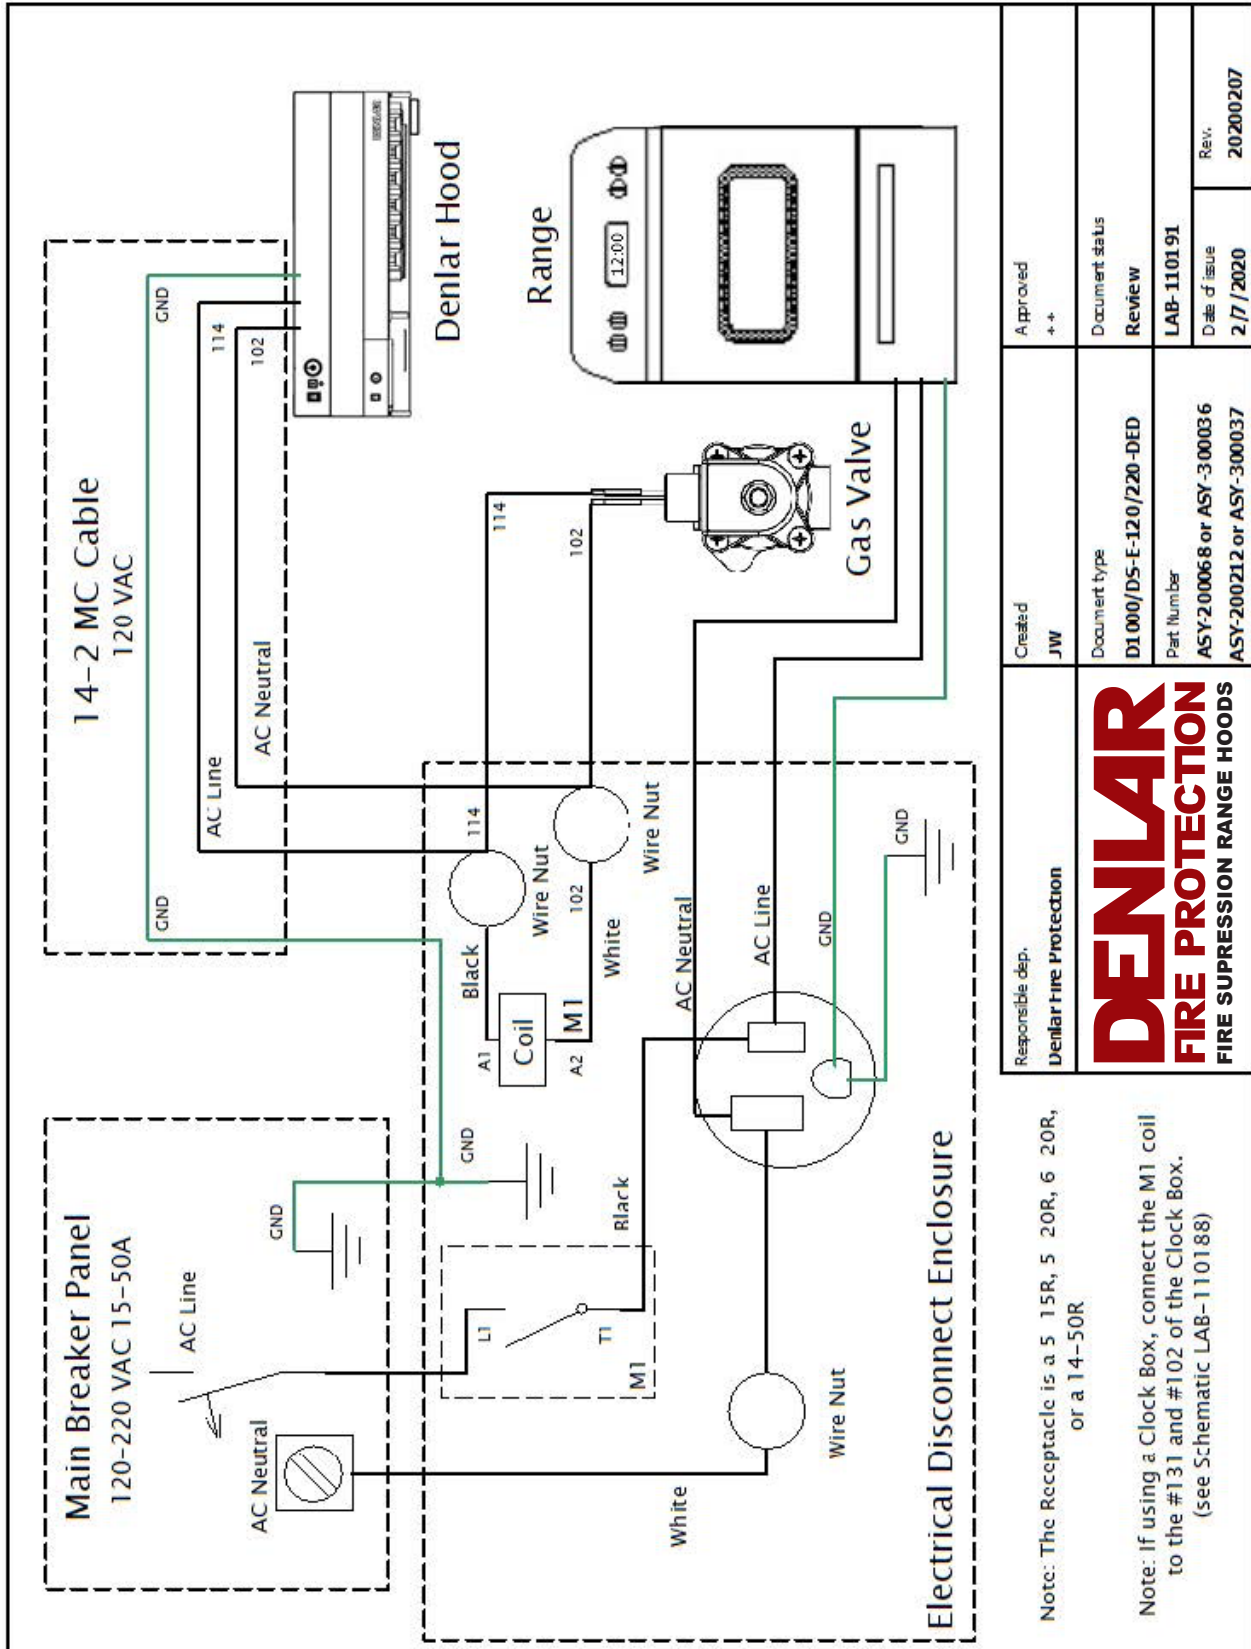 Main Breaker Panel
120-220 VAC 15-50A
AC Line
AC Neutral
GND
14-2 MC Cable
120 VAC
GND
GND
AC Line
AC Neutral
114
102
Denlar Hood
Range
12:00
Gas Valve
114
102
L1
T1
M1
GND
Black
A1
Coil
A2
M1
Black
White
114
102
Wire Nut
Wire Nut
AC Neutral
AC Line
GND
GND
White
Wire Nut
Electrical Disconnect Enclosure
Note: The Receptacle is a 5 15R, 5 20R, 6 20R,
or a 14-50R
Note: If using a Clock Box, connect the M1 coil
to the #131 and #102 of the Clock Box.
(see Schematic LAB-110188)
Responsible dep.
Denlar Fire Protection
Created
JW
Approved
++
DENLAR
FIRE PROTECTION
FIRE SUPRESSION RANGE HOODS
Document type
D1000/DS-E-120/220-DED
Document status
Review
Part Number
ASY-200068 or ASY-300036
ASY-200212 or ASY-300037
LAB-110191
Date of issue
2/7/2020
Rev.
20200207